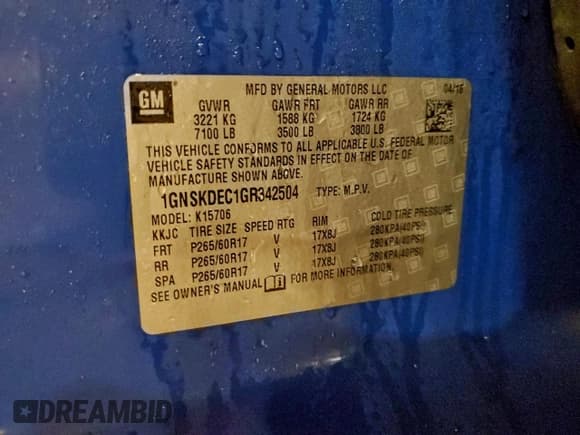 GM
MFD BY GENERAL MOTORS LLC 04/16
GVWR GAWR FRT GAWR RR
3221 KG 1588 KG 1724 KG
7100 LB 3500 LB 3800 LB
THIS VEHICLE CONFORMS TO ALL APPLICABLE U.S. FEDERAL MOTOR
VEHICLE SAFETY STANDARDS IN EFFECT ON THE DATE OF
MANUFACTURE SHOWN ABOVE.
1GNSKDEC1GR342504 TYPE: M.P.V.
MODEL: K15706
KKJC TIRE SIZE SPEED RTG RIM COLD TIRE PRESSURE
FRT P265/60R17 V 17X8J 280KPA(40PSI)
RR P265/60R17 V 17X8J 280KPA(40PSI)
SPA P265/60R17 V 17X8J 280KPA(40PSI)
SEE OWNER'S MANUAL FOR MORE INFORMATION.
DREAMBID